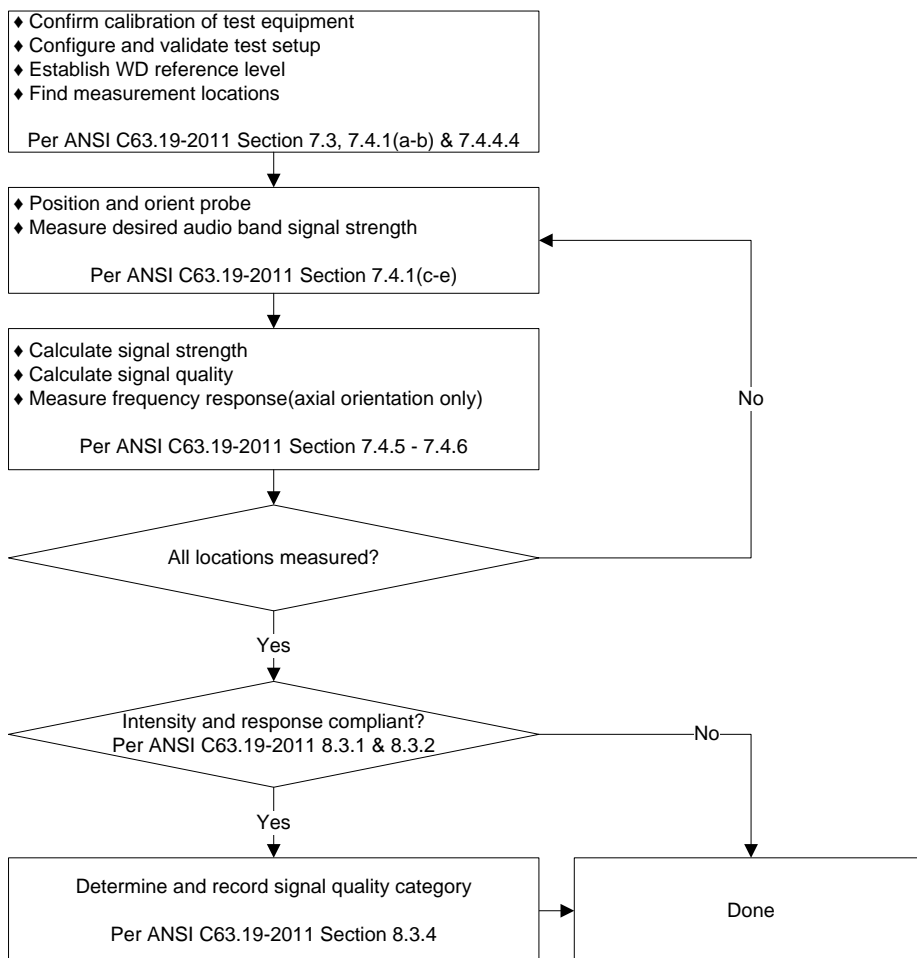 ♦ Confirm calibration of test equipment
♦ Configure and validate test setup
♦ Establish WD reference level
♦ Find measurement locations
Per ANSI C63.19-2011 Section 7.3, 7.4.1(a-b) & 7.4.4.4
♦ Position and orient probe
♦ Measure desired audio band signal strength
Per ANSI C63.19-2011 Section 7.4.1(c-e)
♦ Calculate signal strength
♦ Calculate signal quality
♦ Measure frequency response(axial orientation only)
Per ANSI C63.19-2011 Section 7.4.5 - 7.4.6
No
All locations measured?
Yes
Intensity and response compliant?
Per ANSI C63.19-2011 8.3.1 & 8.3.2
No
Yes
Determine and record signal quality category
Per ANSI C63.19-2011 Section 8.3.4
Done